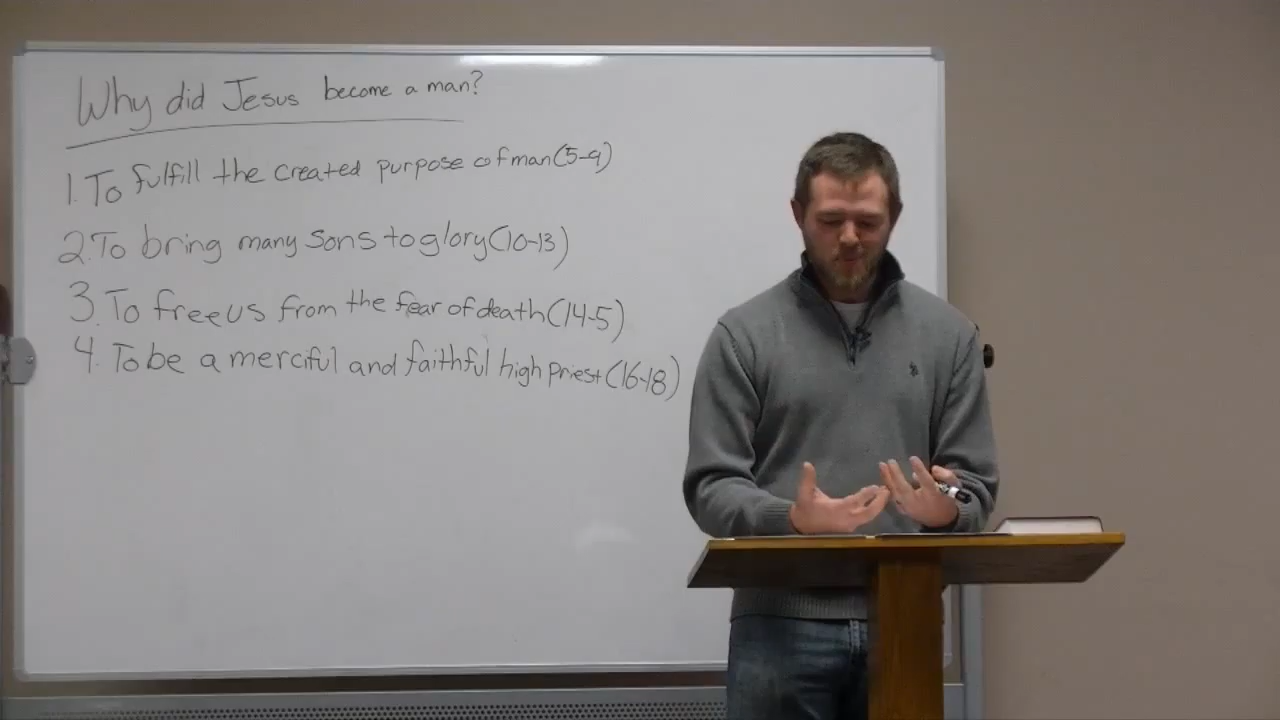 Why did Jesus become a man?
1. To fulfill the created purpose of man (5-9)
2. To bring many sons to glory (10-13)
3. To free us from the fear of death (14-5)
4. To be a merciful and faithful high priest (16-18)